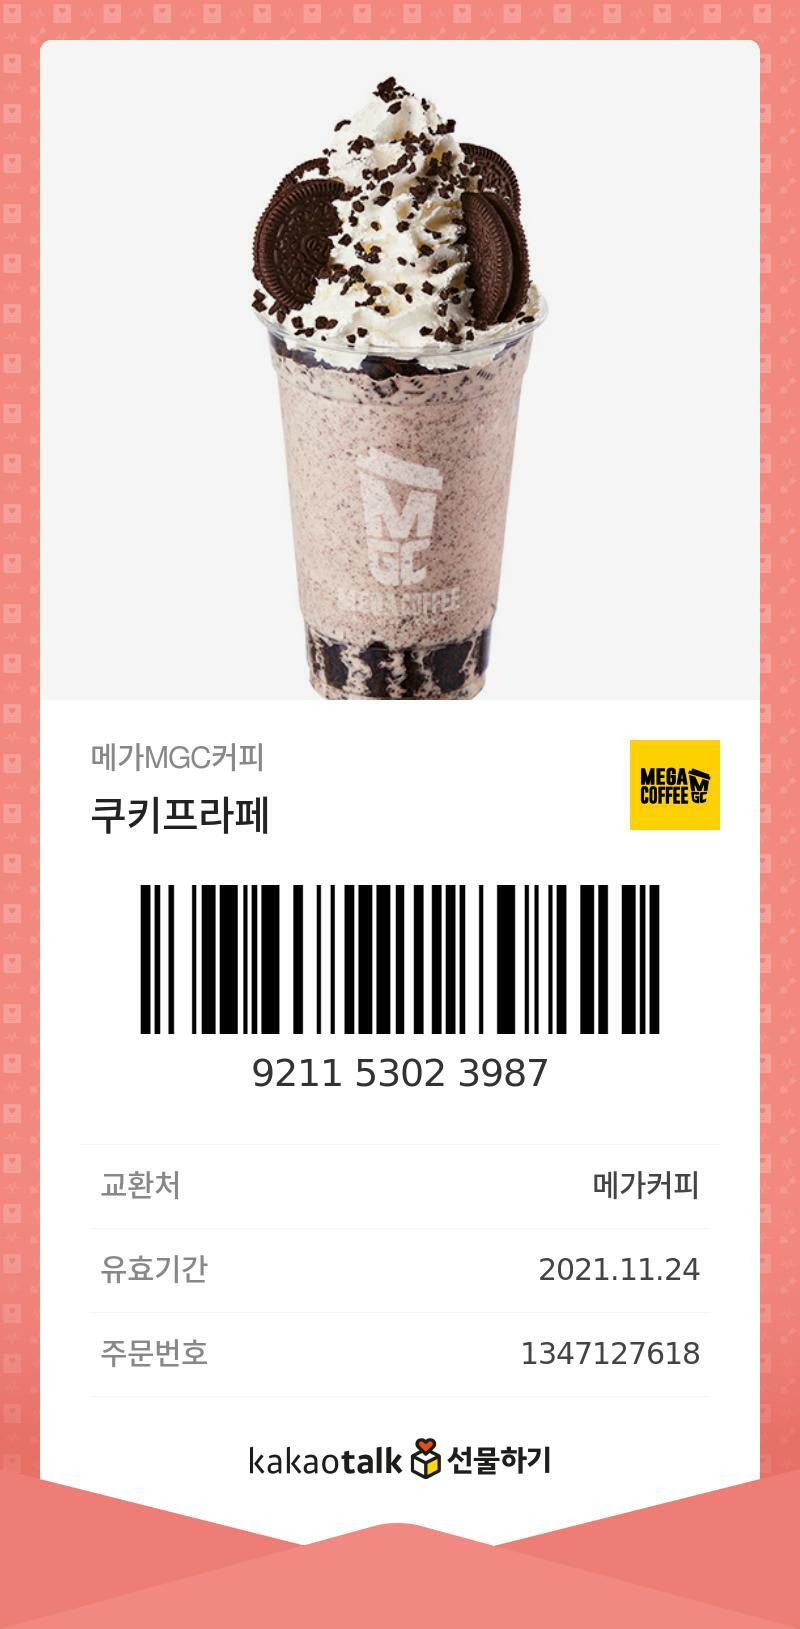 M
GC
MEGA COFFEE
메가MGC커피
쿠키프라페
MEGA
COFFEE
M
GC
9211 5302 3987
교환처 메가커피
유효기간 2021.11.24
주문번호 1347127618
kakaotalk 선물하기